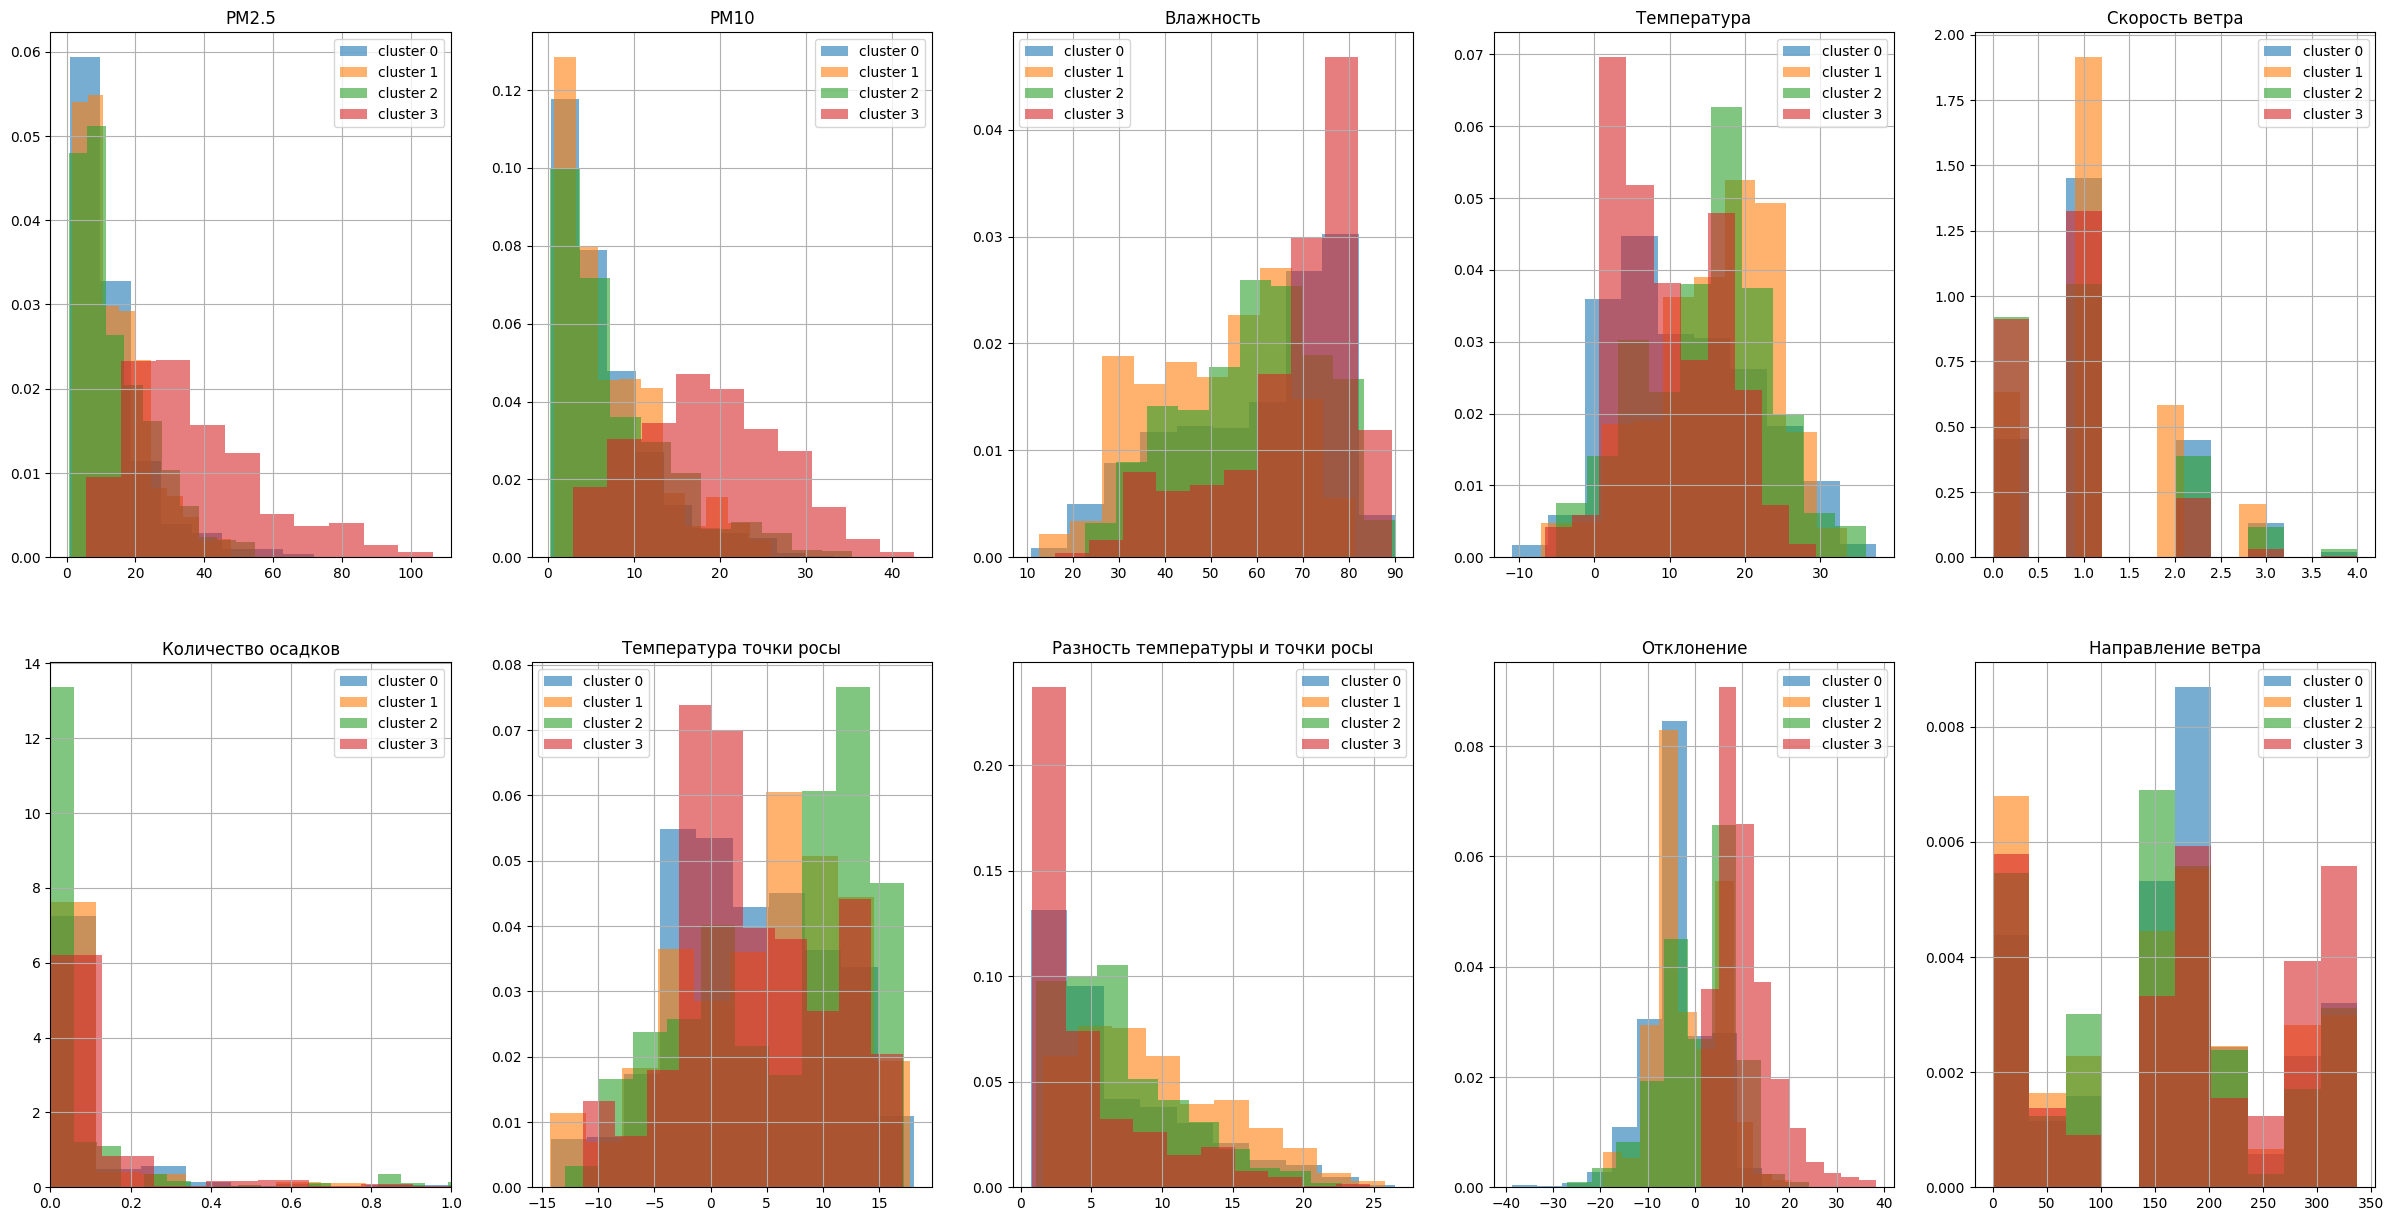 PM2.5
0.06
0.05
0.04
0.03
0.02
0.01
0.00
0 20 40 60 80 100
cluster 0
cluster 1
cluster 2
cluster 3
PM10
0.12
0.10
0.08
0.06
0.04
0.02
0.00
0 10 20 30 40
cluster 0
cluster 1
cluster 2
cluster 3
Влажность
0.04
0.03
0.02
0.01
0.00
10 20 30 40 50 60 70 80 90
cluster 0
cluster 1
cluster 2
cluster 3
Температура
0.07
0.06
0.05
0.04
0.03
0.02
0.01
0.00
−10 0 10 20 30
cluster 0
cluster 1
cluster 2
cluster 3
Скорость ветра
2.00
1.75
1.50
1.25
1.00
0.75
0.50
0.25
0.00
0.0 0.5 1.0 1.5 2.0 2.5 3.0 3.5 4.0
cluster 0
cluster 1
cluster 2
cluster 3
Количество осадков
14
12
10
8
6
4
2
0
0.0 0.2 0.4 0.6 0.8 1.0
cluster 0
cluster 1
cluster 2
cluster 3
Температура точки росы
0.08
0.07
0.06
0.05
0.04
0.03
0.02
0.01
0.00
−15 −10 −5 0 5 10 15
cluster 0
cluster 1
cluster 2
cluster 3
Разность температуры и точки росы
0.20
0.15
0.10
0.05
0.00
0 5 10 15 20 25
cluster 0
cluster 1
cluster 2
cluster 3
Отклонение
0.08
0.06
0.04
0.02
0.00
−40 −30 −20 −10 0 10 20 30 40
cluster 0
cluster 1
cluster 2
cluster 3
Направление ветра
0.008
0.006
0.004
0.002
0.000
0 50 100 150 200 250 300 350
cluster 0
cluster 1
cluster 2
cluster 3